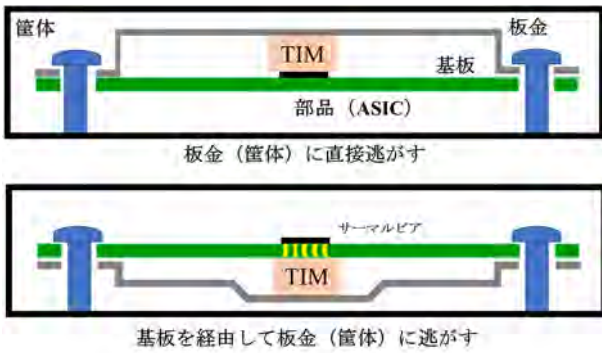 筐体
板金
TIM
基板
部品（ASIC）
板金（筐体）に直接逃がす
サーマルビア
TIM
基板を経由して板金（筐体）に逃がす